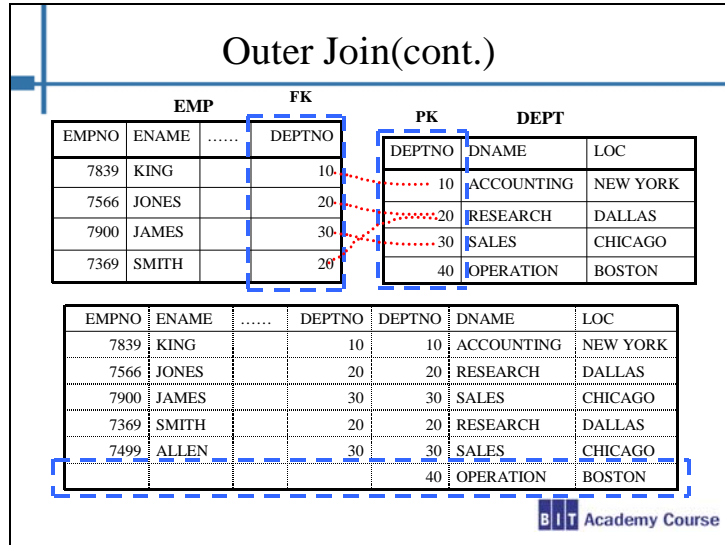 Outer Join(cont.)
EMP FK
EMPNO ENAME ...... DEPTNO
7839 KING 10
7566 JONES 20
7900 JAMES 30
7369 SMITH 20
PK DEPT
DEPTNO DNAME LOC
10 ACCOUNTING NEW YORK
20 RESEARCH DALLAS
30 SALES CHICAGO
40 OPERATION BOSTON
EMPNO ENAME ...... DEPTNO DEPTNO DNAME LOC
7839 KING 10 10 ACCOUNTING NEW YORK
7566 JONES 20 20 RESEARCH DALLAS
7900 JAMES 30 30 SALES CHICAGO
7369 SMITH 20 20 RESEARCH DALLAS
7499 ALLEN 30 30 SALES CHICAGO
40 OPERATION BOSTON
BIT Academy Course